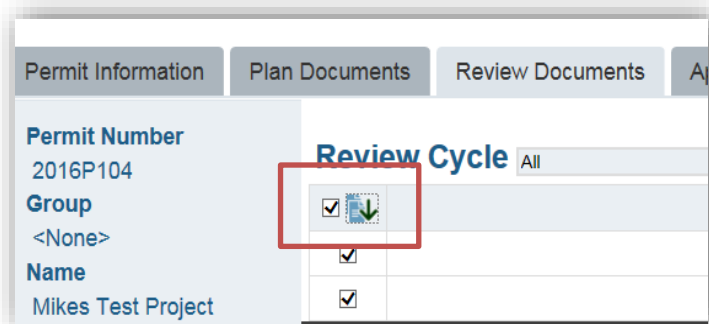 Permit Information Plan Documents Review Documents
Permit Number
2016P104
Group
<None>
Name
Mikes Test Project
Review Cycle All